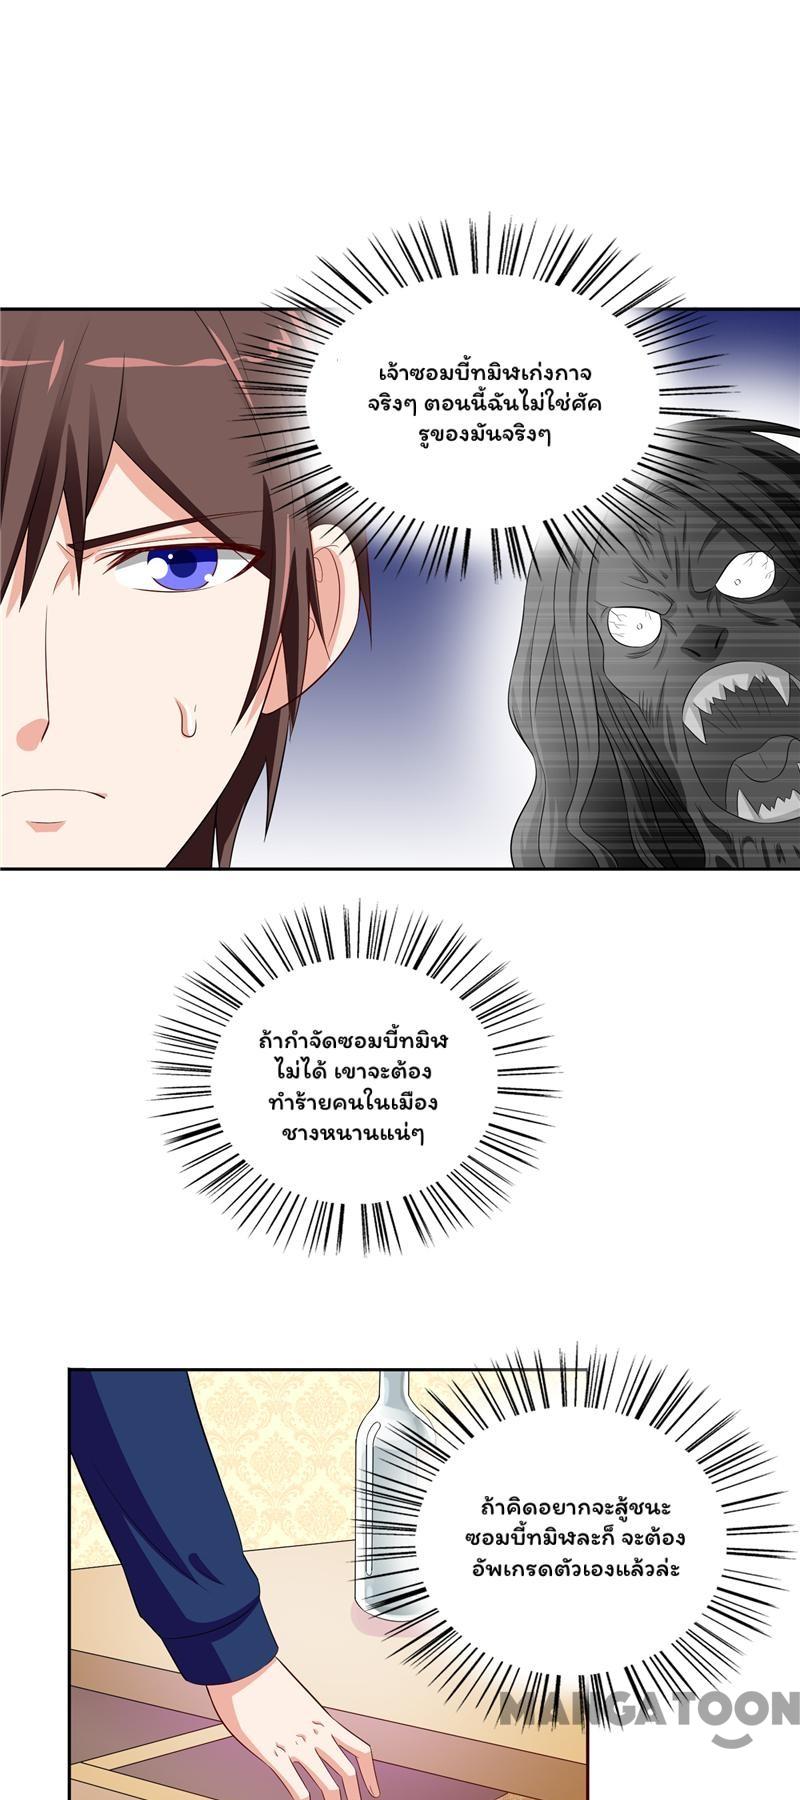 เจ้าซอมบี้ทมิฬเก่งกาจ
จริงๆ ตอนนี้ฉันไม่ใช่ศัต
รูของมันจริงๆ
ถ้ากำจัดซอมบี้ทมิฬ
ไม่ได้ เขาจะต้อง
ทำร้ายคนในเมือง
ชางหนานแน่ๆ
ถ้าคิดอยากจะสู้ชนะ
ซอมบี้ทมิฬละก็ จะต้อง
อัพเกรดตัวเองแล้วล่ะ
MANGATOON